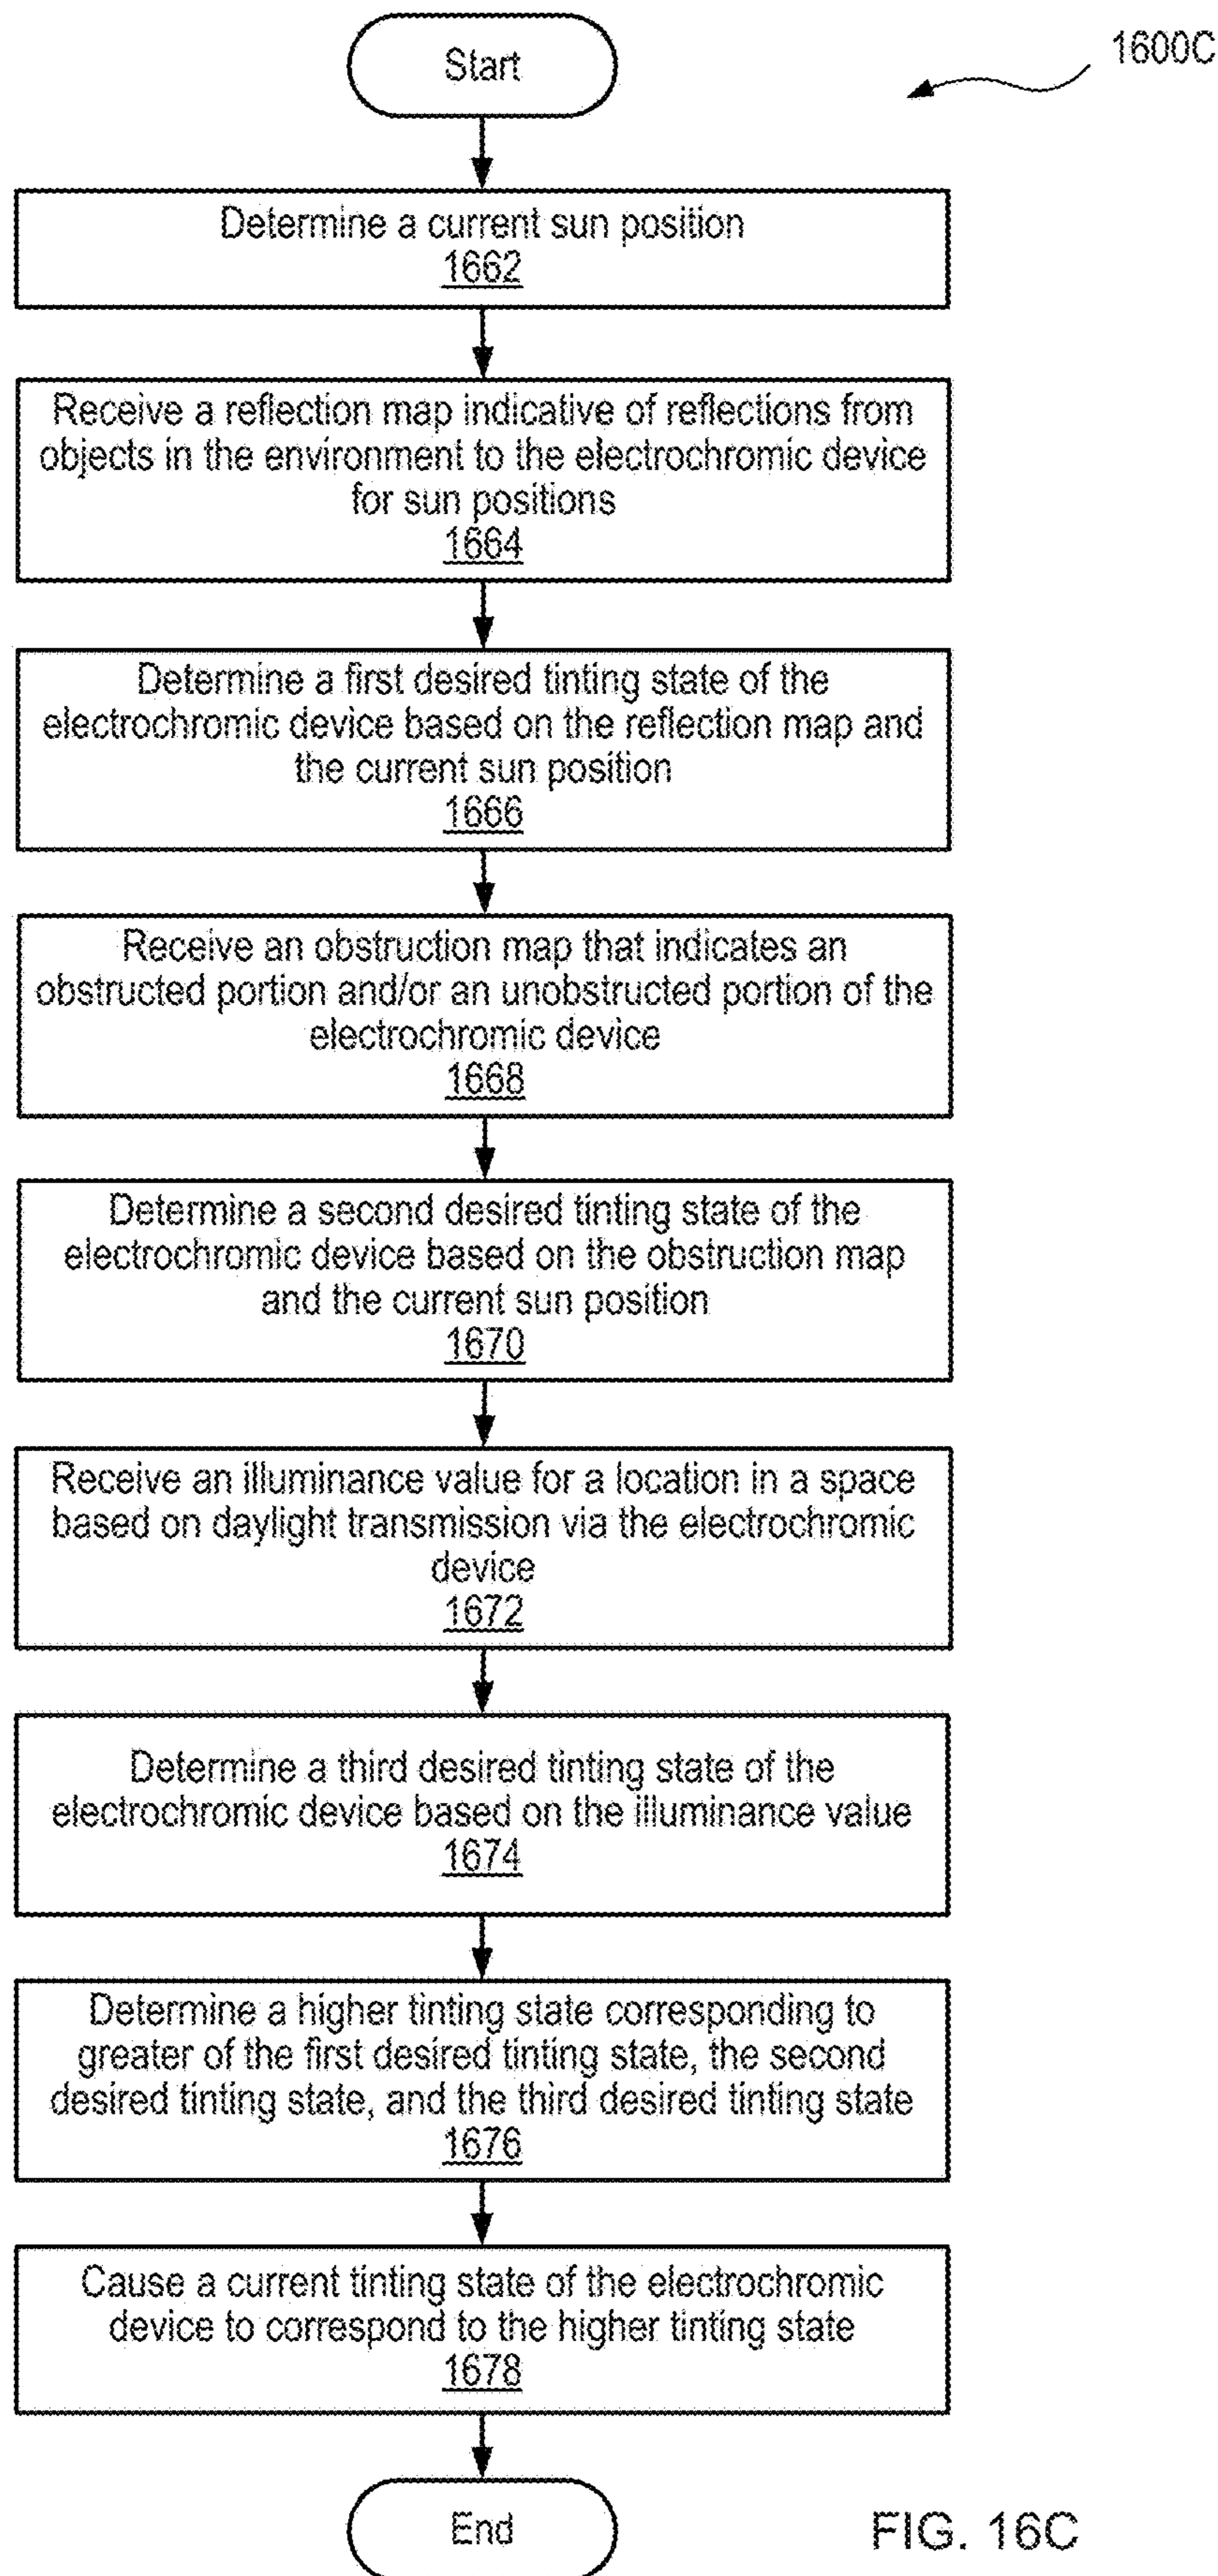 Start
1600C
Determine a current sun position
1662
Receive a reflection map indicative of reflections from
objects in the environment to the electrochromic device
for sun positions
1664
Determine a first desired tinting state of the
electrochromic device based on the reflection map and
the current sun position
1666
Receive an obstruction map that indicates an
obstructed portion and/or an unobstructed portion of the
electrochromic device
1668
Determine a second desired tinting state of the
electrochromic device based on the obstruction map
and the current sun position
1670
Receive an illuminance value for a location in a space
based on daylight transmission via the electrochromic
device
1672
Determine a third desired tinting state of the
electrochromic device based on the illuminance value
1674
Determine a higher tinting state corresponding to
greater of the first desired tinting state, the second
desired tinting state, and the third desired tinting state
1676
Cause a current tinting state of the electrochromic
device to correspond to the higher tinting state
1678
End
FIG. 16C